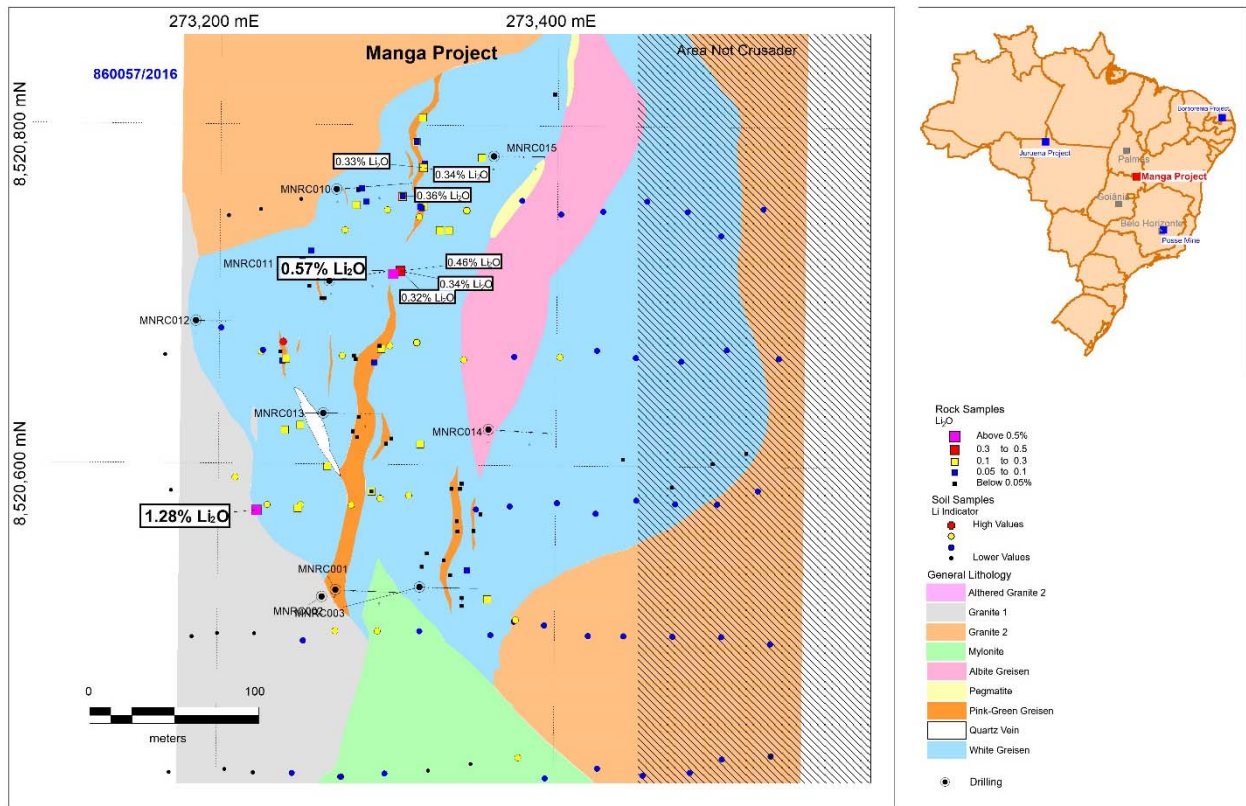 273,200 mE
273,400 mE
Manga Project
Area Not Crusader
860057/2016
8,520,800 mN
MNRC015
0.33% Li2O
0.34% Li2O
MNRC010
0.36% Li2O
MNRC011
0.57% Li2O
0.46% Li2O
0.34% Li2O
0.32% Li2O
MNRC012
MNRC013
MNRC014
8,520,600 mN
1.28% Li2O
MNRC001
MNRC002
MNRC003
0
100
meters
Borborema Project
Juruena Project
Palmas
Manga Project
Goiânia
Belo Horizonte
Posse Mine
Rock Samples
Li2O
Above 0.5%
0.3 to 0.5
0.1 to 0.3
0.05 to 0.1
Below 0.05%
Soil Samples
Li Indicator
High Values
Lower Values
General Lithology
Althered Granite 2
Granite 1
Granite 2
Mylonite
Albite Greisen
Pegmatite
Pink-Green Greisen
Quartz Vein
White Greisen
Drilling